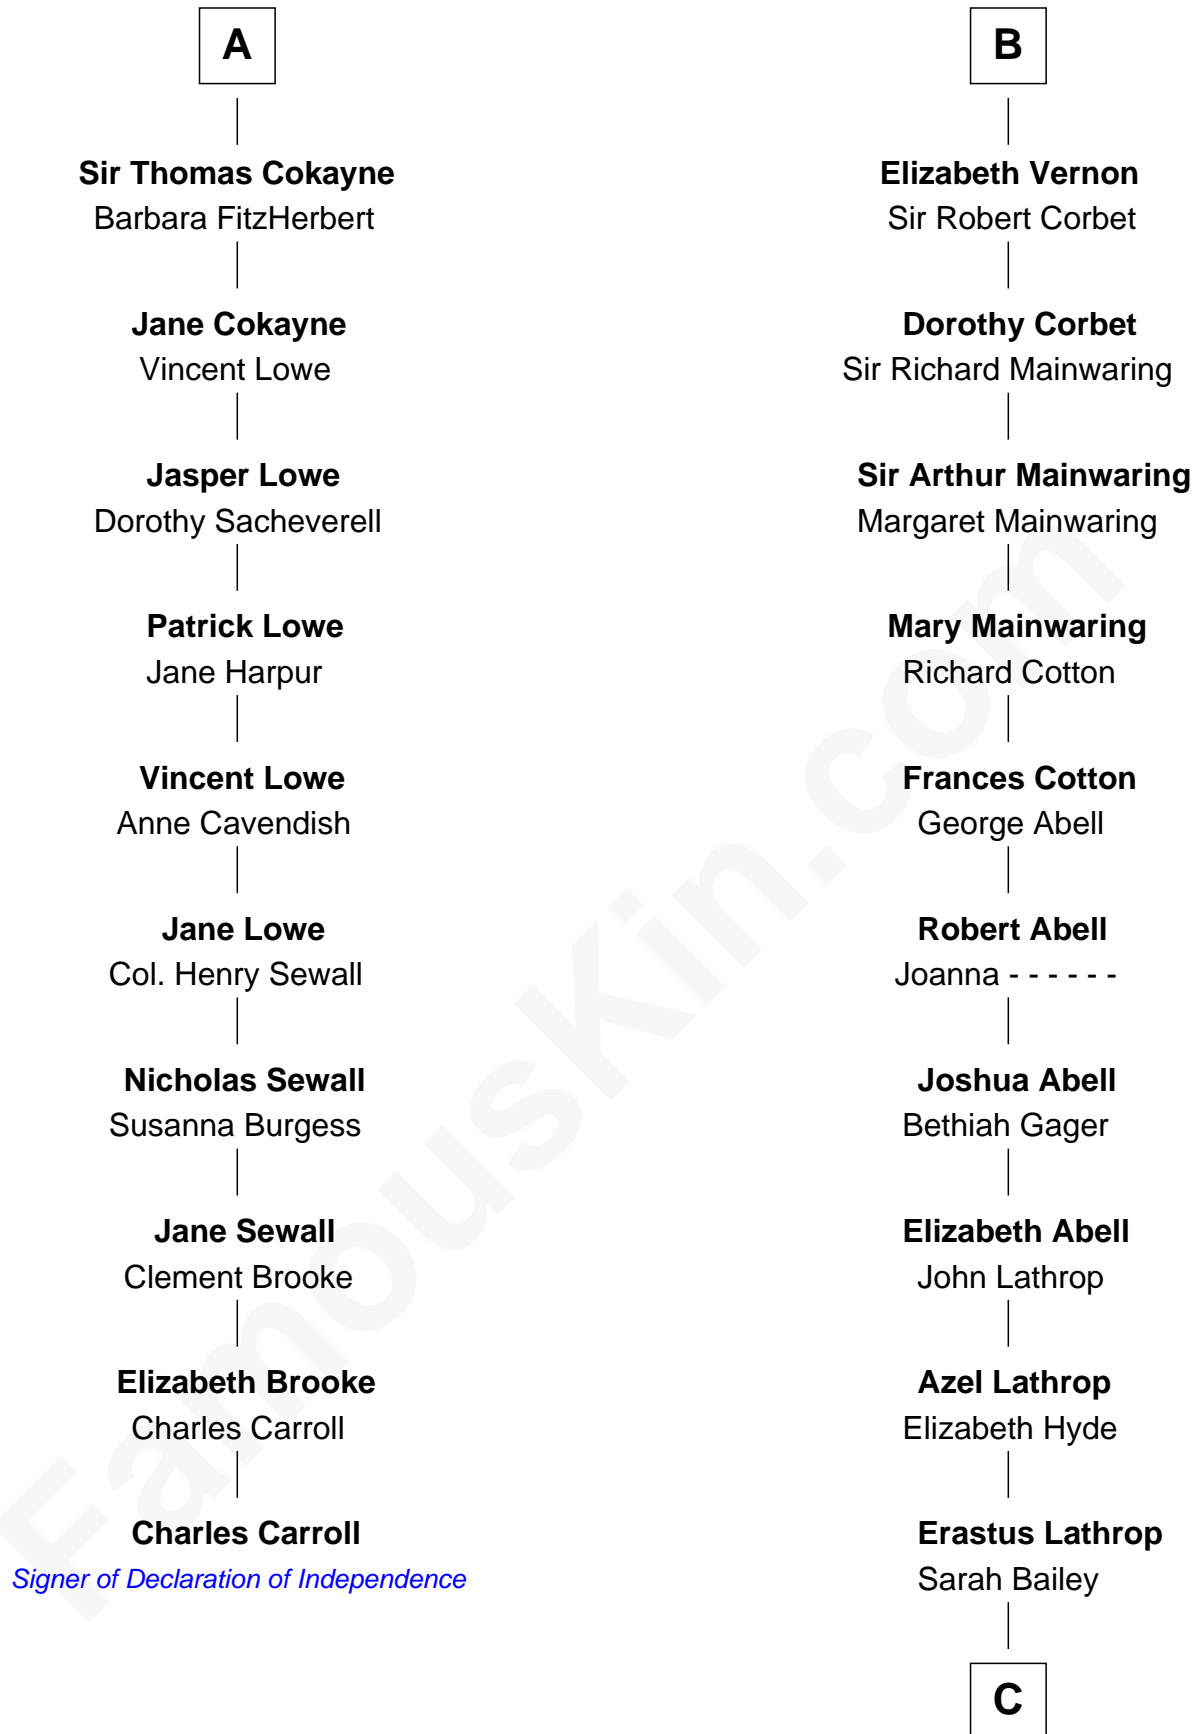 A
Sir Thomas Cokayne
Barbara FitzHerbert
Jane Cokayne
Vincent Lowe
Jasper Lowe
Dorothy Sacheverell
Patrick Lowe
Jane Harpur
Vincent Lowe
Anne Cavendish
Jane Lowe
Col. Henry Sewall
Nicholas Sewall
Susanna Burgess
Jane Sewall
Clement Brooke
Elizabeth Brooke
Charles Carroll
Charles Carroll
Signer of Declaration of Independence
B
Elizabeth Vernon
Sir Robert Corbet
Dorothy Corbet
Sir Richard Mainwaring
Sir Arthur Mainwaring
Margaret Mainwaring
Mary Mainwaring
Richard Cotton
Frances Cotton
George Abell
Robert Abell
Joanna - - - - - -
Joshua Abell
Bethiah Gager
Elizabeth Abell
John Lathrop
Azel Lathrop
Elizabeth Hyde
Erastus Lathrop
Sarah Bailey
C
FamousKin.com